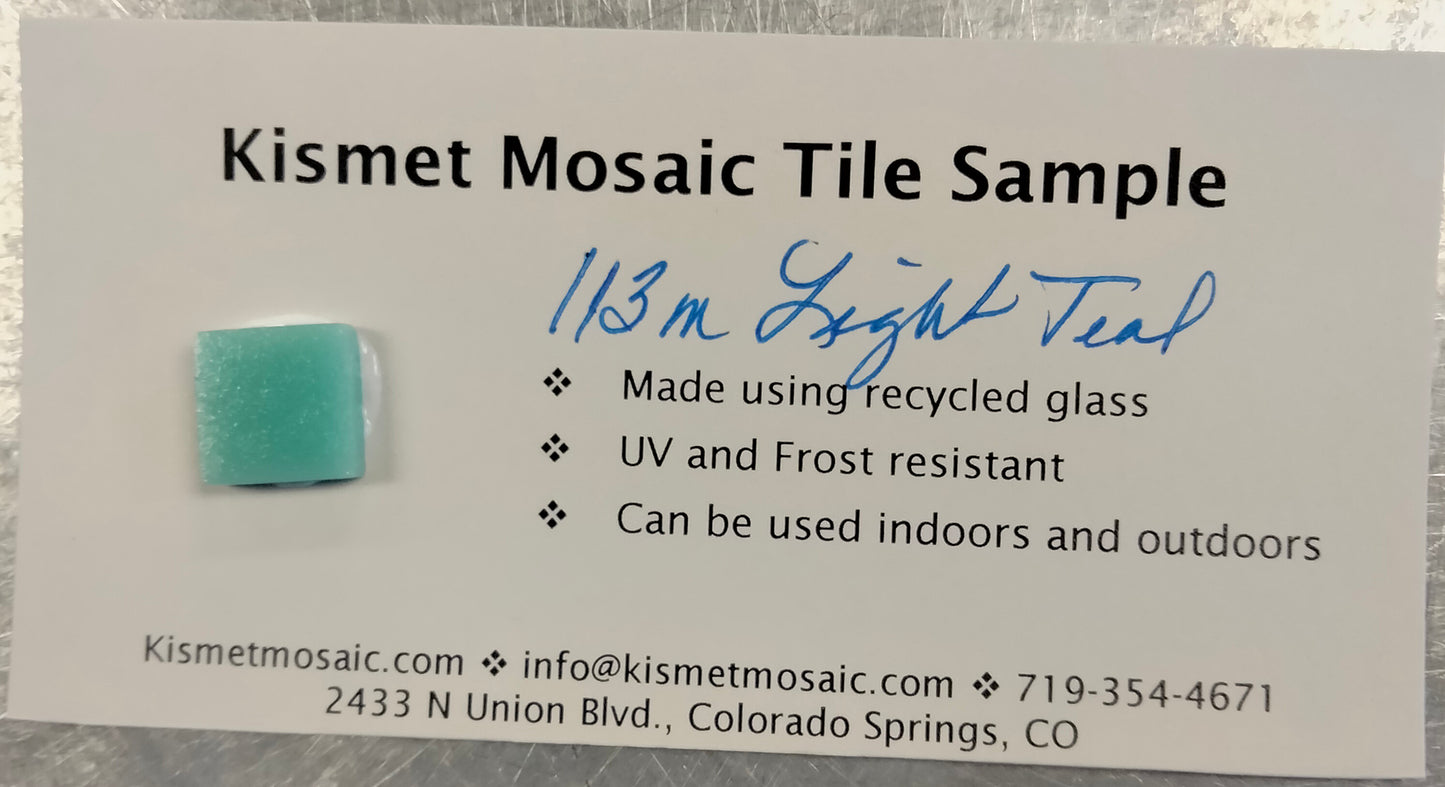 Kismet Mosaic Tile Sample
113m Light Teal
❖ Made using recycled glass
❖ UV and Frost resistant
❖ Can be used indoors and outdoors
Kismetmosaic.com ❖ info@kismetmosaic.com ❖ 719-354-4671
2433 N Union Blvd., Colorado Springs, CO